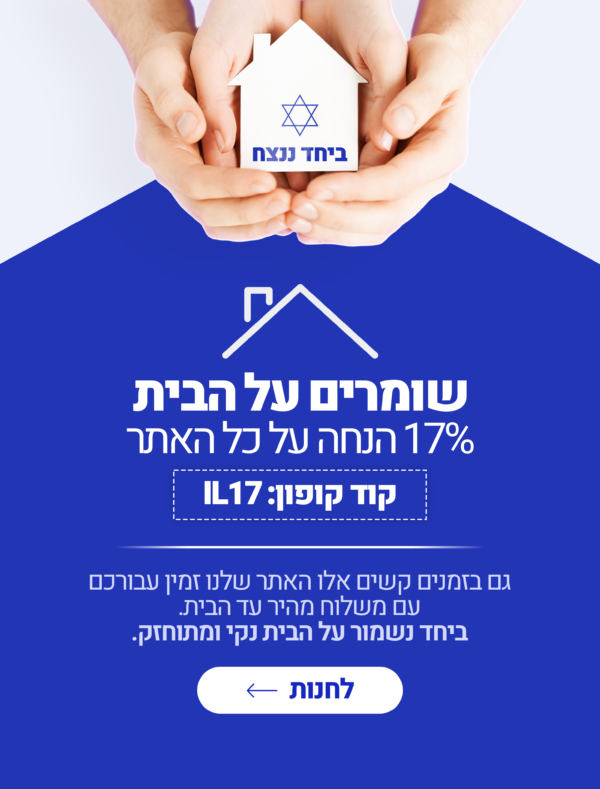 ביחד ננצח
שומרים על הבית
17% הנחה על כל האתר
קוד קופון: IL17
גם בזמנים קשים אלו האתר שלנו זמין עבורכם
עם משלוח מהיר עד הבית.
ביחד נשמור על הבית נקי ומתוחזק.
לחנות ←